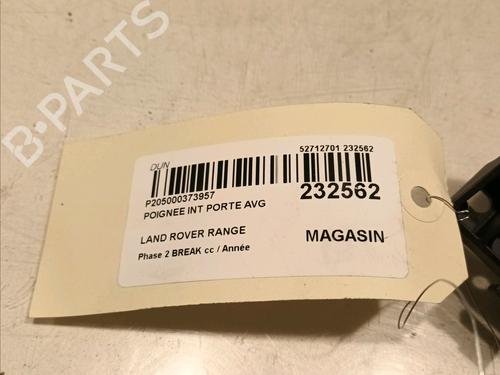 B-PARTS
DUN
52712701 232562
P205000373957
232562
POIGNEE INT PORTE AVG
LAND ROVER RANGE
MAGASIN
Phase 2 BREAK cc / Année